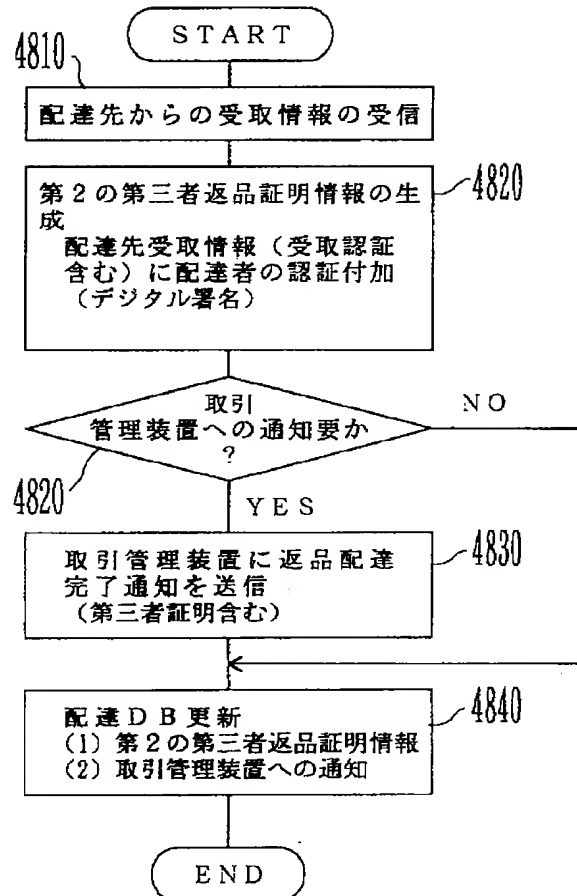 START
4810
配達先からの受取情報の受信
4820
第2の第三者返品証明情報の生
成
配達先受取情報（受取認証
含む）に配達者の認証付加
（デジタル署名）
取引
管理装置への通知要か
？
NO
4820
YES
取引管理装置に返品配達
完了通知を送信
（第三者証明含む）
4830
配達DB更新
(1) 第2の第三者返品証明情報
(2) 取引管理装置への通知
4840
END